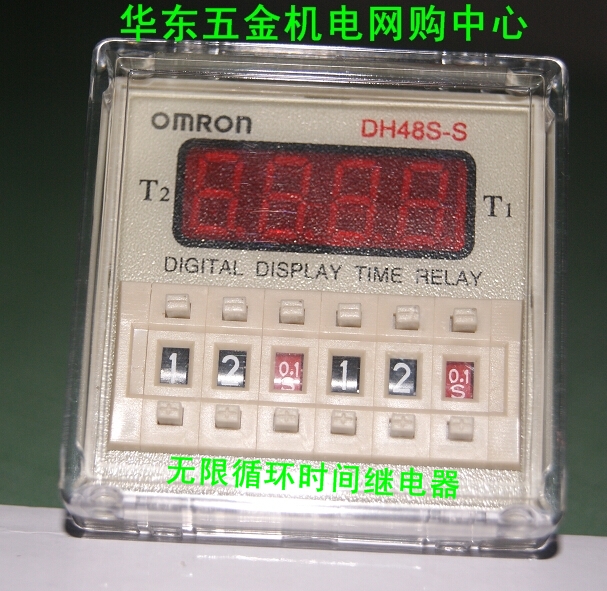 华东五金机电网购中心
OMRON
DH48S-S
T2
T1
DIGITAL DISPLAY TIME RELAY
1 2 0.1 S 1 2 0.1 S
无限循环时间继电器